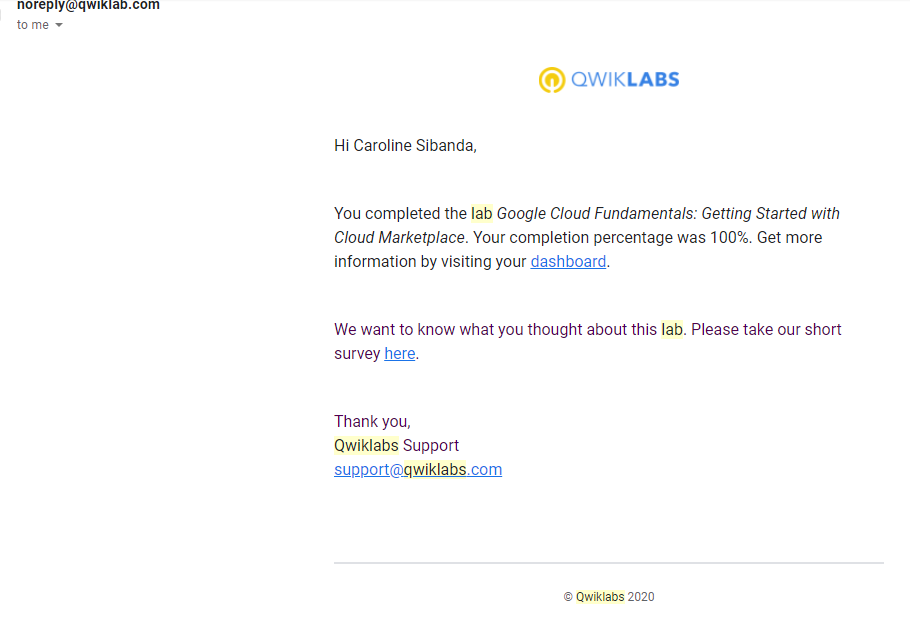 noreply@qwiklab.com
to me
QWIKLABS
Hi Caroline Sibanda,
You completed the lab Google Cloud Fundamentals: Getting Started with
Cloud Marketplace. Your completion percentage was 100%. Get more
information by visiting your dashboard.
We want to know what you thought about this lab. Please take our short
survey here.
Thank you,
Qwiklabs Support
support@qwiklabs.com
© Qwiklabs 2020